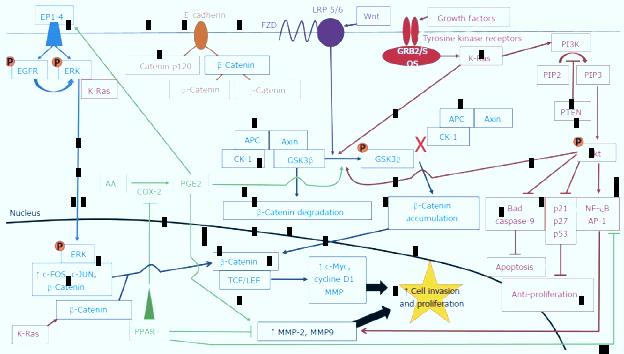 EP1-4
E cadherin
LRP 5/6
FZD
Wnt
Growth factors
Tyrosine kinase receptors
GRB2/S
OS
K-Ras
PI3K
P
EGFR
P
ERK
K-Ras
Catenin p120
β-Catenin
-Catenin
-Catenin
PIP2
PIP3
PTEN
APC
Axin
CK-1
GSK3β
P
GSK3β
X
APC
Axin
CK-1
P
kt
AA
COX-2
PGE2
β-Catenin degradation
β-Catenin
accumulation
Bad
caspase-9
p21
p27
p53
NF-κB
AP-1
Nucleus
P
ERK
↑ c-FOS, c-JUN,
β-Catenin
β-Catenin
TCF/LEF
↑ c-Myc,
cycline D1
MMP
↑ Cell invasion
and proliferation
Apoptosis
Anti-proliferation
β-Catenin
K-Ras
PPAR
↑ MMP-2, MMP9